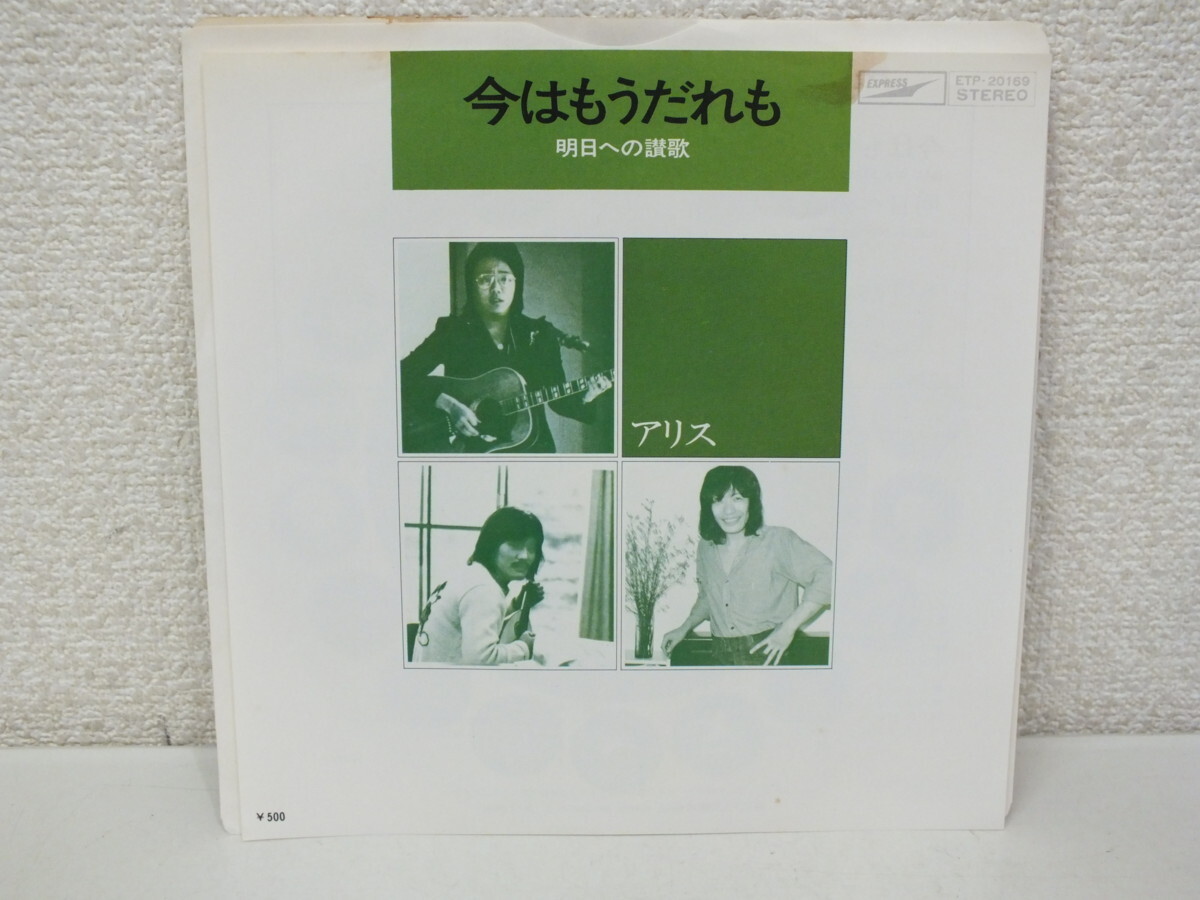 今はもうだれも
明日への讃歌
EXPRESS
ETP-20169
STEREO
アリス
¥500